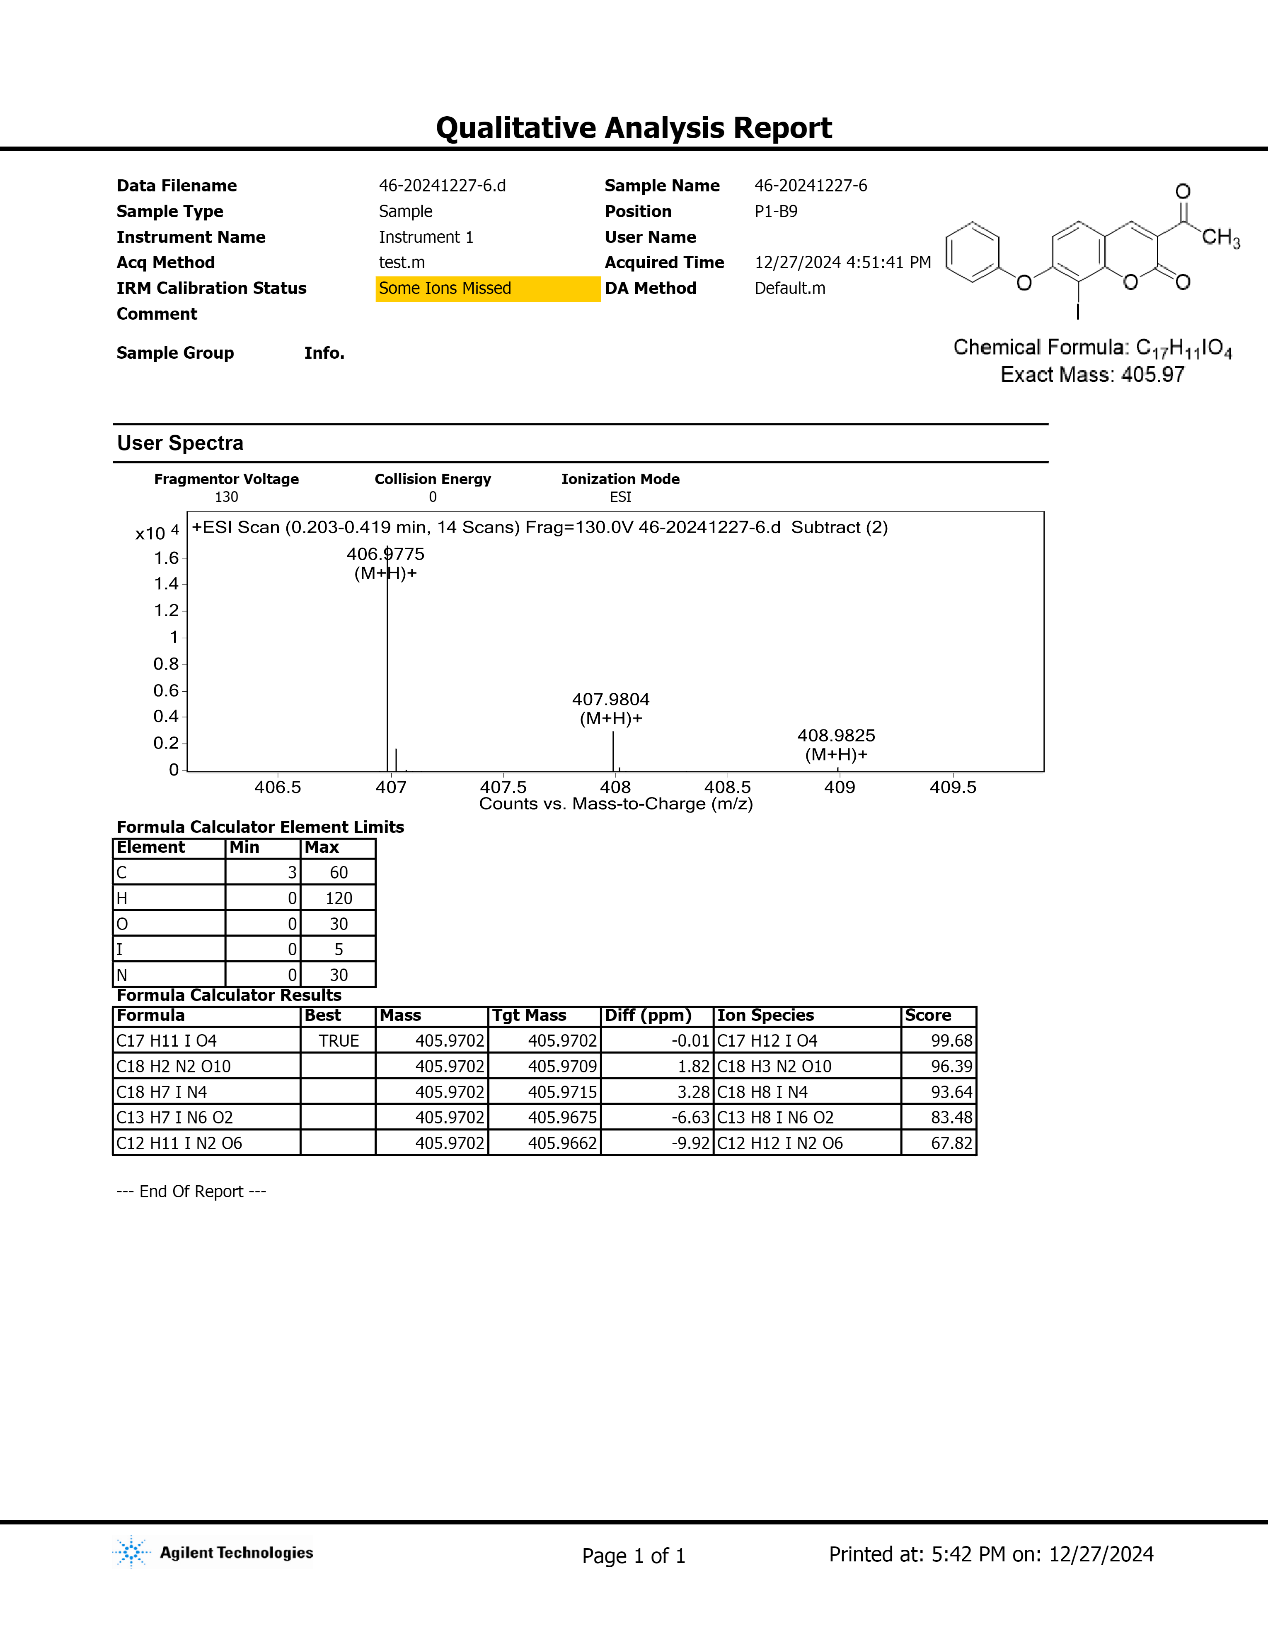 Qualitative Analysis Report
Data Filename 46-20241227-6.d Sample Name 46-20241227-6
Sample Type Sample Position P1-B9
Instrument Name Instrument 1 User Name
Acq Method test.m Acquired Time 12/27/2024 4:51:41 PM
IRM Calibration Status Some Ions Missed DA Method Default.m
Comment
Sample Group Info.
O
CH3
O O O
I
Chemical Formula: C17H11IO4
Exact Mass: 405.97
User Spectra
Fragmentor Voltage Collision Energy Ionization Mode
130 0 ESI
x10 4 +ESI Scan (0.203-0.419 min, 14 Scans) Frag=130.0V 46-20241227-6.d Subtract (2)
406.9775
(M+H)+
407.9804
(M+H)+
408.9825
(M+H)+
1.6
1.4
1.2
1
0.8
0.6
0.4
0.2
0
406.5 407 407.5 408 408.5 409 409.5
Counts vs. Mass-to-Charge (m/z)
Formula Calculator Element Limits
Element Min Max
C 3 60
H 0 120
O 0 30
I 0 5
N 0 30
Formula Calculator Results
Formula Best Mass Tgt Mass Diff (ppm) Ion Species Score
C17 H11 I O4 TRUE 405.9702 405.9702 -0.01 C17 H12 I O4 99.68
C18 H2 N2 O10 405.9702 405.9709 1.82 C18 H3 N2 O10 96.39
C18 H7 I N4 405.9702 405.9715 3.28 C18 H8 I N4 93.64
C13 H7 I N6 O2 405.9702 405.9675 -6.63 C13 H8 I N6 O2 83.48
C12 H11 I N2 O6 405.9702 405.9662 -9.92 C12 H12 I N2 O6 67.82
--- End Of Report ---
Agilent Technologies Page 1 of 1 Printed at: 5:42 PM on: 12/27/2024